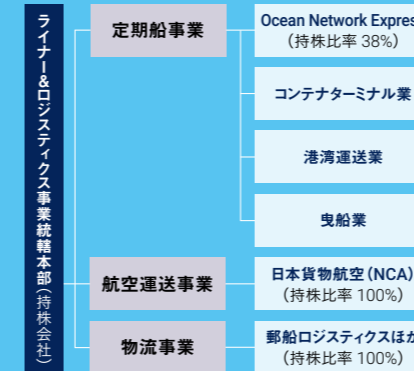 ライナー&ロジスティクス事業統轄本部(持株会社)
定期船事業
Ocean Network Expres
(持株比率 38%)
コンテナターミナル業
港湾運送業
曳船業
航空運送事業
日本貨物航空(NCA)
(持株比率 100%)
物流事業
郵船ロジスティクスほか
(持株比率 100%)